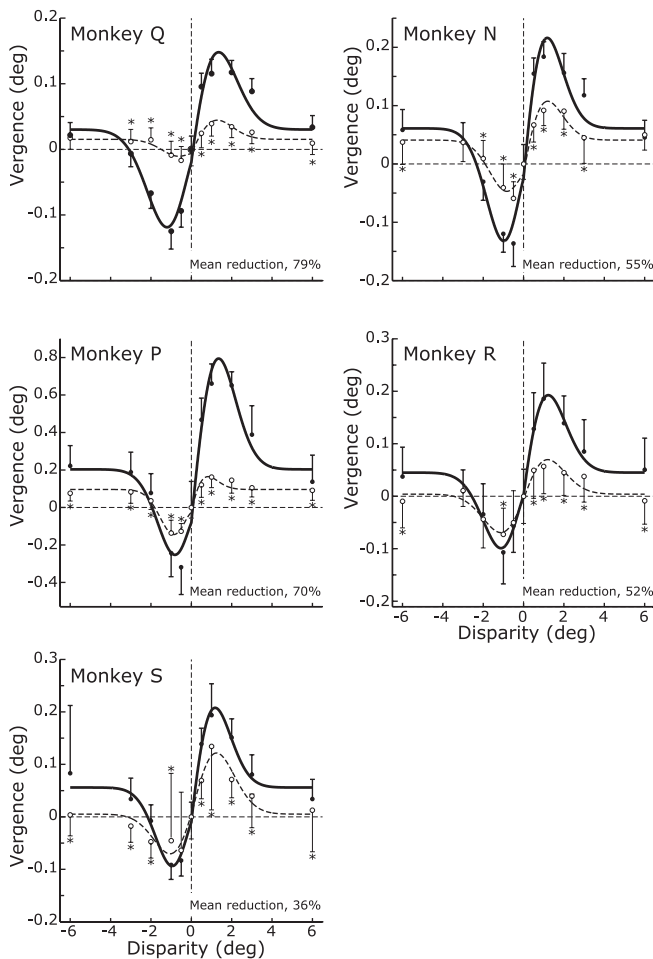 Monkey Q
Vergence (deg)
0.2
0.1
0
-0.1
0.2
* * * * * * * * *
Mean reduction, 79%
Monkey N
Vergence (deg)
0.2
0.1
0
-0.1
-0.2
* * * * * * * * *
Mean reduction, 55%
Monkey P
Vergence (deg)
0.8
0.6
0.4
0.2
0
-0.2
-0.4
* * * * * * * * * *
Mean reduction, 70%
Monkey R
Vergence (deg)
0.3
0.2
0.1
0
-0.1
-0.2
* * * * * * *
Mean reduction, 52%
-6 -4 -2 0 2 4 6
Disparity (deg)
Monkey S
Vergence (deg)
0.3
0.2
0.1
0
-0.1
-0.2
* * * * * * * * *
Mean reduction, 36%
-6 -4 -2 0 2 4 6
Disparity (deg)